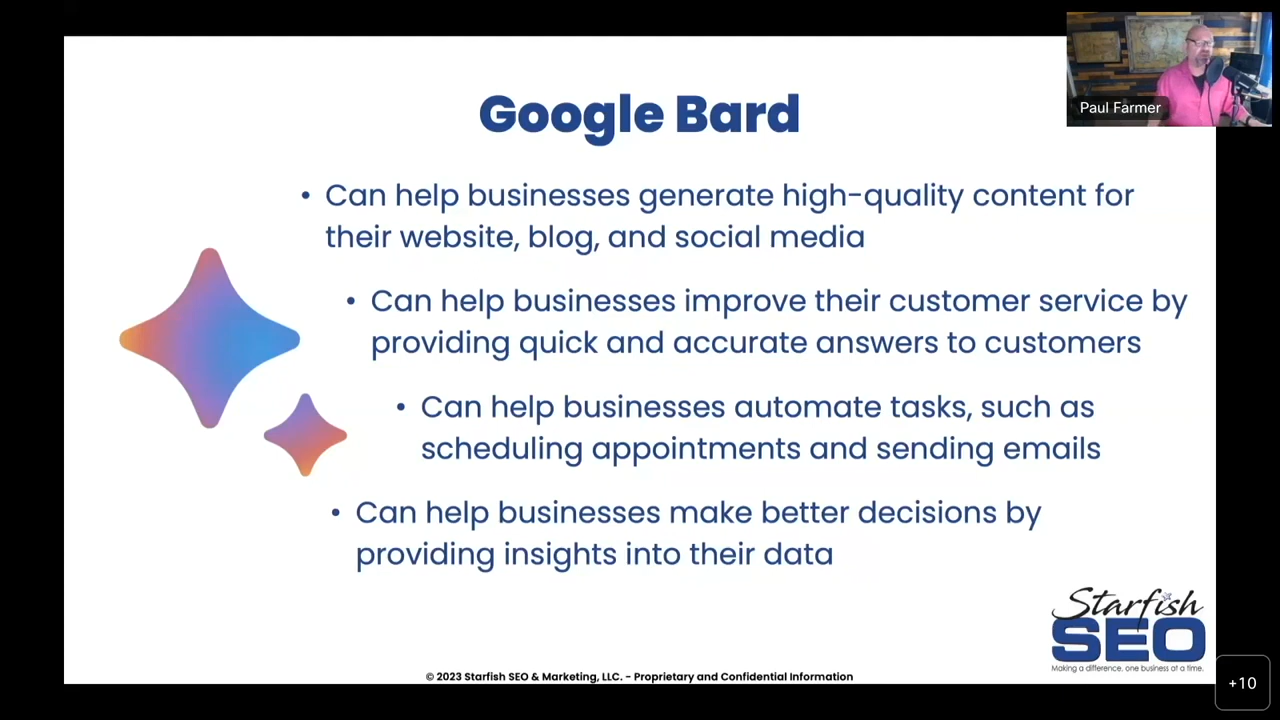 Google Bard
Paul Farmer
• Can help businesses generate high-quality content for
their website, blog, and social media
• Can help businesses improve their customer service by
providing quick and accurate answers to customers
• Can help businesses automate tasks, such as
scheduling appointments and sending emails
• Can help businesses make better decisions by
providing insights into their data
Starfish
SEO
Making a difference, one business at a time.
© 2023 Starfish SEO & Marketing, LLC. - Proprietary and Confidential Information
+10